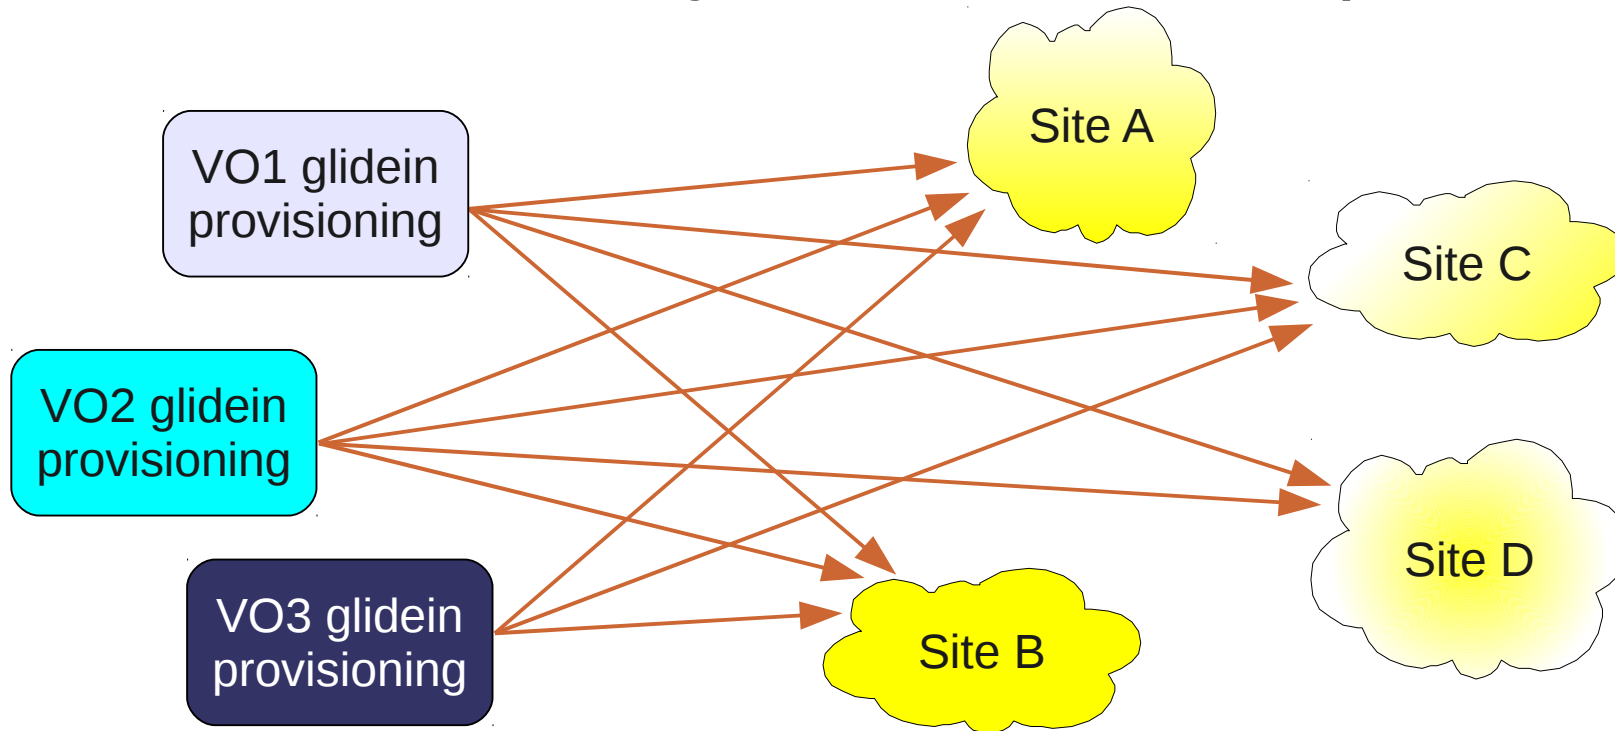 Site A
VO1 glidein
provisioning
Site C
VO2 glidein
provisioning
Site D
VO3 glidein
provisioning
Site B